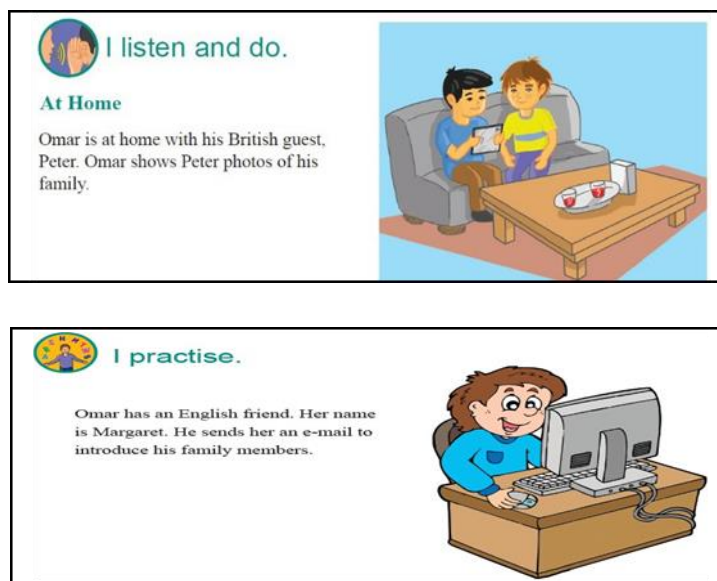 I listen and do.
At Home
Omar is at home with his British guest,
Peter. Omar shows Peter photos of his
family.
I practise.
Omar has an English friend. Her name
is Margaret. He sends her an e-mail to
introduce his family members.